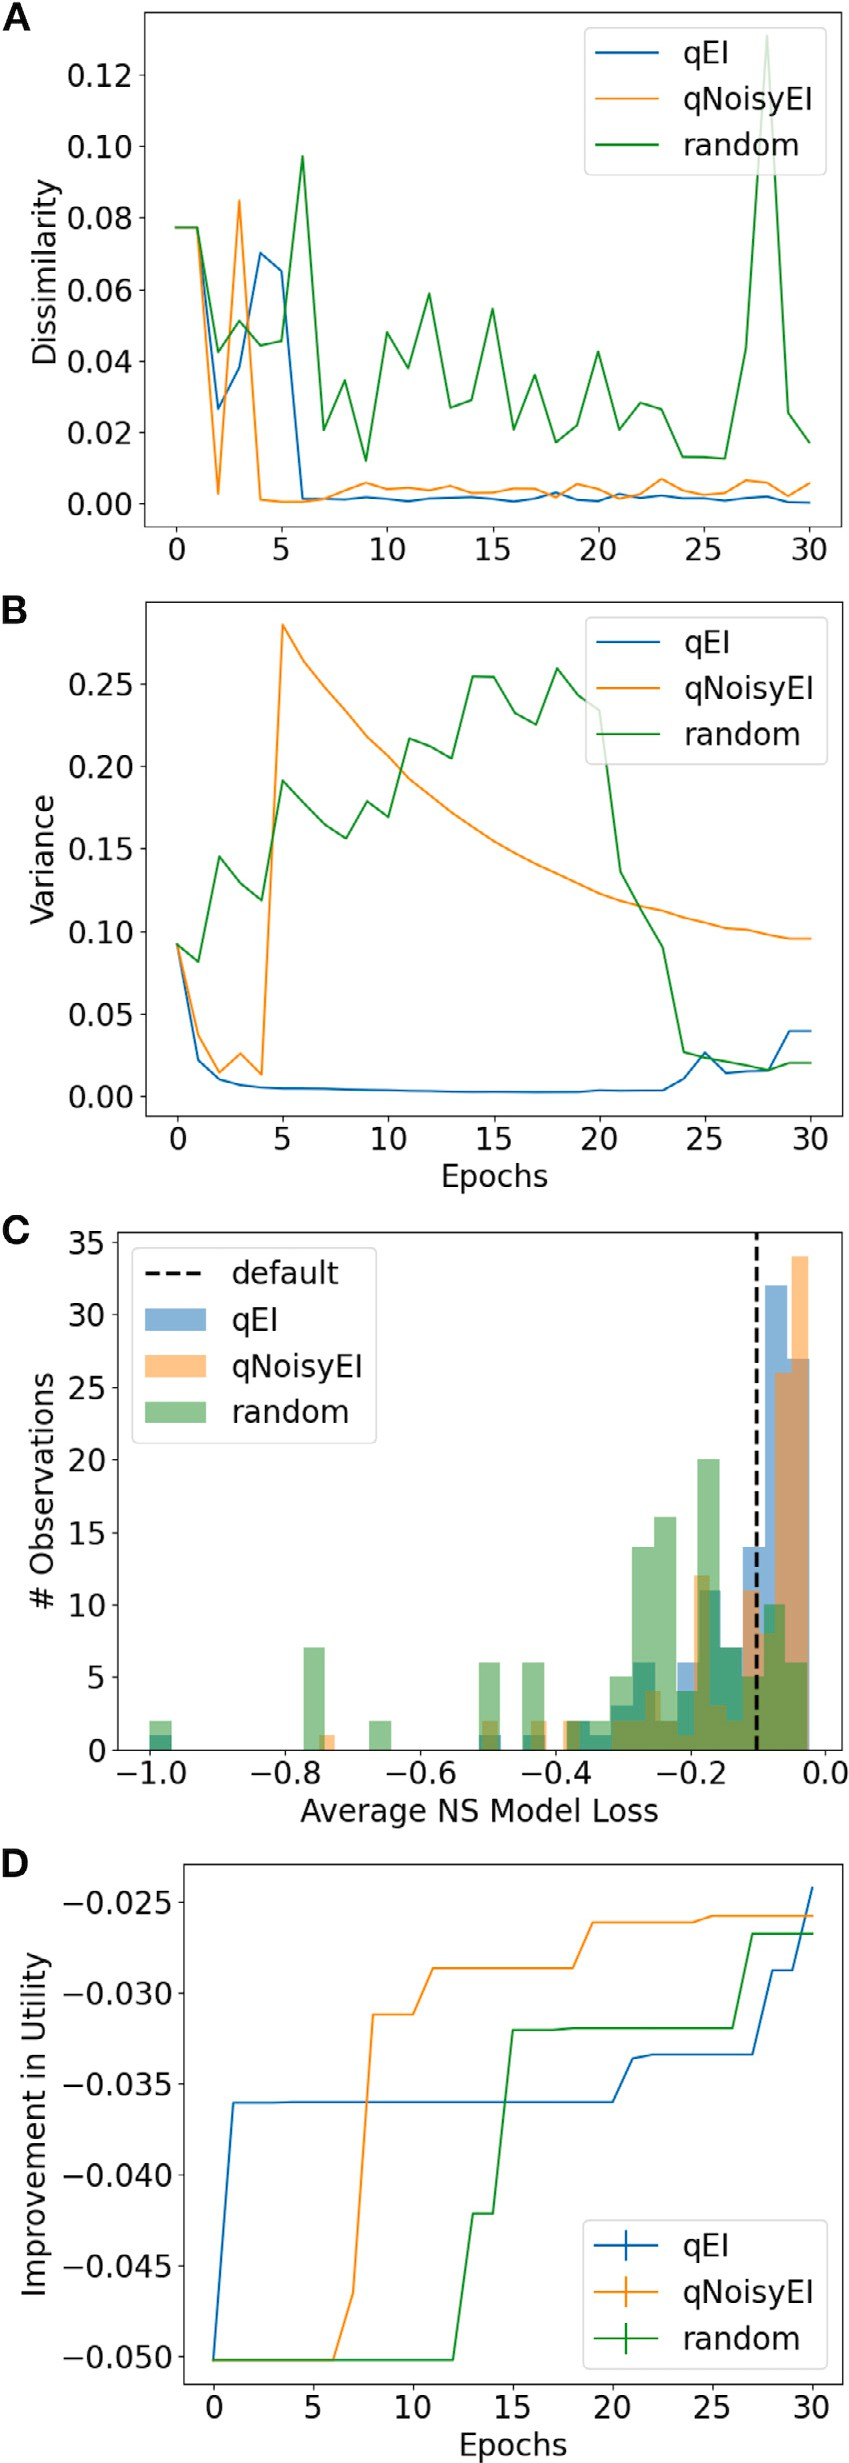 A
0.12
0.10
0.08
0.06
0.04
0.02
0.00
Dissimilarity
qEI
qNoisyEI
random
0 5 10 15 20 25 30
B
0.25
0.20
0.15
0.10
0.05
0.00
Variance
qEI
qNoisyEI
random
0 5 10 15 20 25 30
Epochs
C
35
30
25
20
15
10
5
0
# Observations
default
qEI
qNoisyEI
random
−1.0 −0.8 −0.6 −0.4 −0.2 0.0
Average NS Model Loss
D
−0.025
−0.030
−0.035
−0.040
−0.045
−0.050
Improvement in Utility
qEI
qNoisyEI
random
0 5 10 15 20 25 30
Epochs